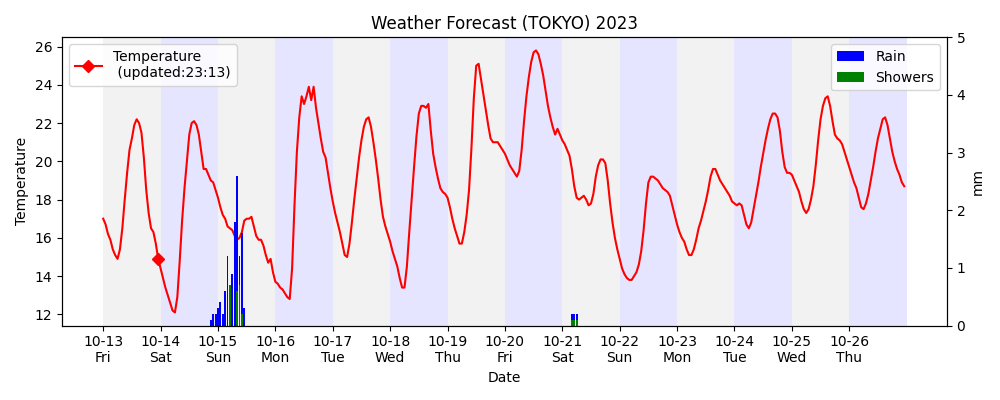 Weather Forecast (TOKYO) 2023
Temperature
(updated:23:13)
Rain
Showers
Temperature
26
24
22
20
18
16
14
12
5
4
3
2
1
0
mm
10-13 10-14 10-15 10-16 10-17 10-18 10-19 10-20 10-21 10-22 10-23 10-24 10-25 10-26
Fri Sat Sun Mon Tue Wed Thu Fri Sat Sun Mon Tue Wed Thu
Date